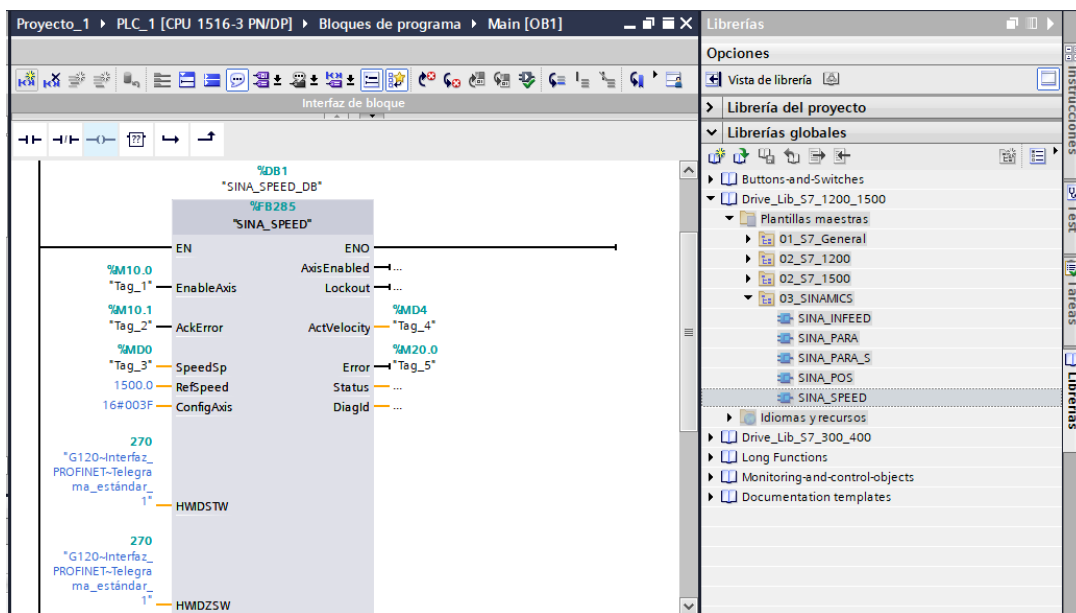 Proyecto_1 ▸ PLC_1 [CPU 1516-3 PN/DP] ▸ Bloques de programa ▸ Main [OB1]
Interfaz de bloque
??
%DB1
"SINA_SPEED_DB"
%FB285
"SINA_SPEED"
EN ENO
AxisEnabled ...
%M10.0
"Tag_1" EnableAxis Lockout ...
%M10.1 %MD4
"Tag_2" AckError ActVelocity "Tag_4"
%MD0 %M20.0
"Tag_3" SpeedSp Error "Tag_5"
1500.0 RefSpeed Status ...
16#003F ConfigAxis DiagId ...
270
"G120~Interfaz_
PROFINET~Telegra
ma_estándar_
1" HWIDSTW
270
"G120~Interfaz_
PROFINET~Telegra
ma_estándar_
1" HWIDZSW
Librerías
Opciones
Vista de librería
Librería del proyecto
Librerías globales
Buttons-and-Switches
Drive_Lib_S7_1200_1500
Plantillas maestras
01_S7_General
02_S7_1200
02_S7_1500
03_SINAMICS
SINA_INFEED
SINA_PARA
SINA_PARA_S
SINA_POS
SINA_SPEED
Idiomas y recursos
Drive_Lib_S7_300_400
Long Functions
Monitoring-and-control-objects
Documentation templates
Instrucciones
Test
Tareas
Librerías